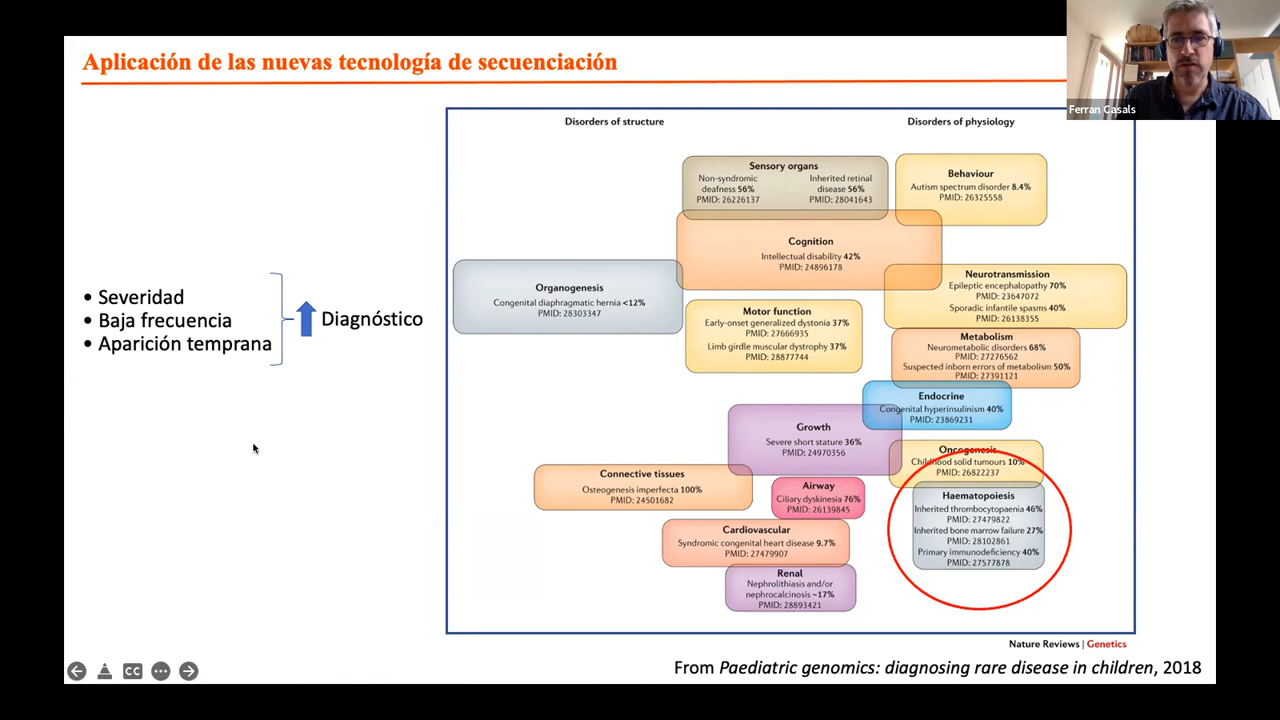 Aplicación de las nuevas tecnología de secuenciación
Ferran Casals
• Severidad
• Baja frecuencia
• Aparición temprana
Diagnóstico
Disorders of structure
Disorders of physiology
Sensory organs
Non-syndromic
deafness 56%
PMID: 26226137
Inherited retinal
disease 56%
PMID: 28041643
Behaviour
Autism spectrum disorder 8.4%
PMID: 26325558
Cognition
Intellectual disability 42%
PMID: 24896178
Organogenesis
Congenital diaphragmatic hernia <12%
PMID: 28303347
Neurotransmission
Epileptic encephalopathy 70%
PMID: 23647072
Sporadic infantile spasms 40%
PMID: 26138355
Motor function
Early-onset generalized dystonia 37%
PMID: 27666935
Limb girdle muscular dystrophy 37%
PMID: 28877744
Metabolism
Neurometabolic disorders 68%
PMID: 27276562
Suspected inborn errors of metabolism 50%
PMID: 27391121
Endocrine
Congenital hyperinsulinism 40%
PMID: 23869231
Growth
Severe short stature 36%
PMID: 24970356
Oncogenesis
Childhood solid tumours 10%
PMID: 26822237
Connective tissues
Osteogenesis imperfecta 100%
PMID: 24501682
Airway
Ciliary dyskinesia 76%
PMID: 26139845
Haematopoiesis
Inherited thrombocytopaenia 46%
PMID: 27479822
Inherited bone marrow failure 27%
PMID: 28102861
Primary immunodeficiency 40%
PMID: 27577878
Cardiovascular
Syndromic congenital heart disease 9.7%
PMID: 27479907
Renal
Nephrolithiasis and/or
nephrocalcinosis ~17%
PMID: 28893421
Nature Reviews | Genetics
CC
From Paediatric genomics: diagnosing rare disease in children, 2018